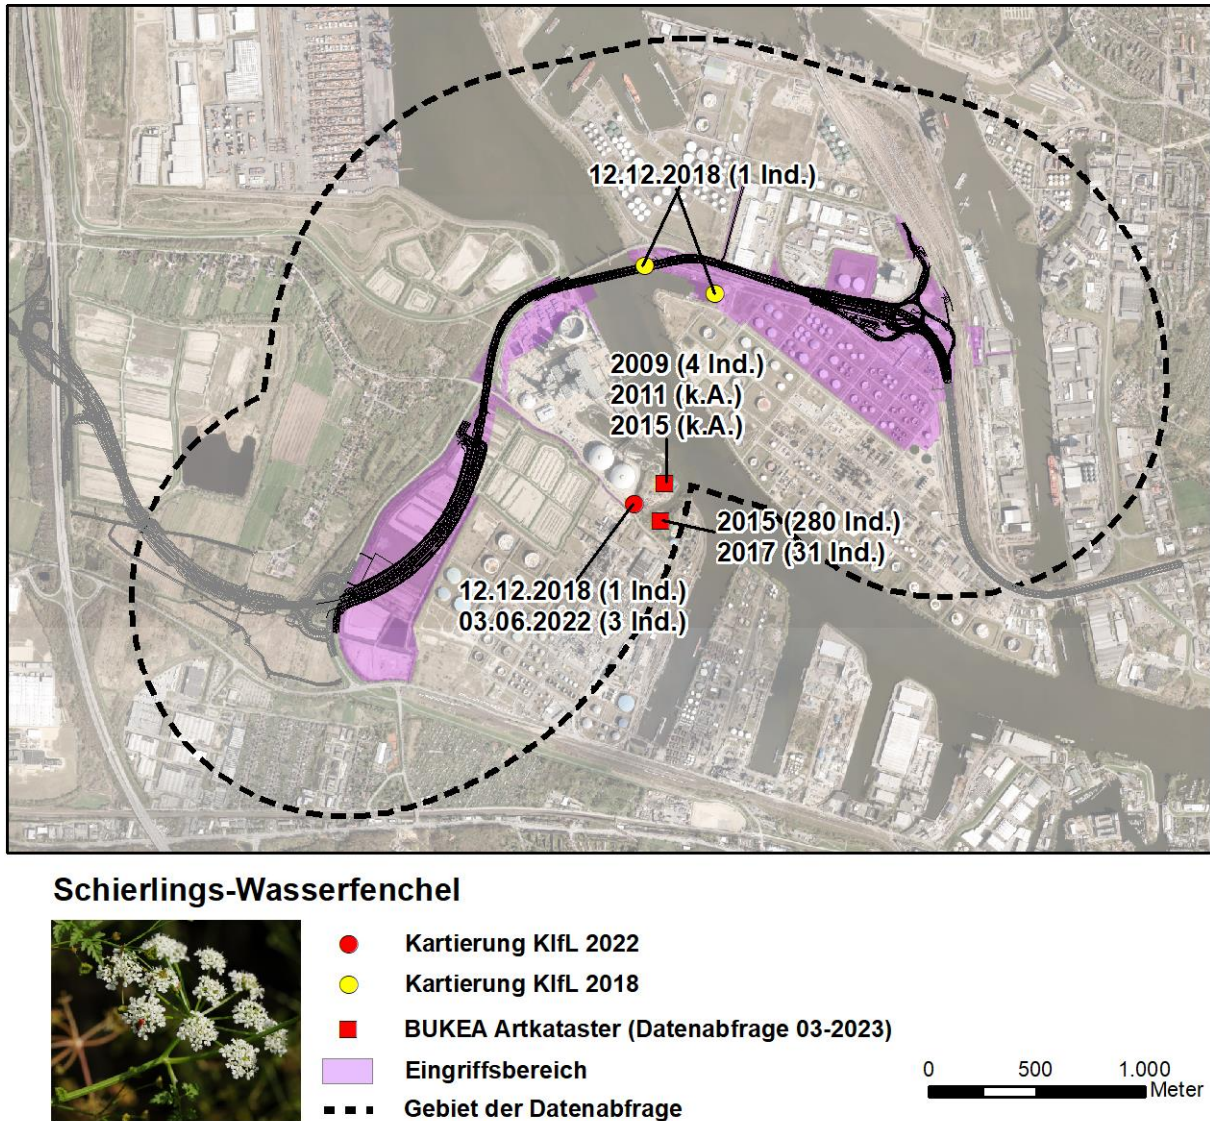 12.12.2018 (1 Ind.)
2009 (4 Ind.)
2011 (k.A.)
2015 (k.A.)
2015 (280 Ind.)
2017 (31 Ind.)
12.12.2018 (1 Ind.)
03.06.2022 (3 Ind.)
Schierlings-Wasserfenchel
Kartierung KIfL 2022
Kartierung KIfL 2018
BUKEA Artkataster (Datenabfrage 03-2023)
Eingriffsbereich
Gebiet der Datenabfrage
0 500 1.000
Meter